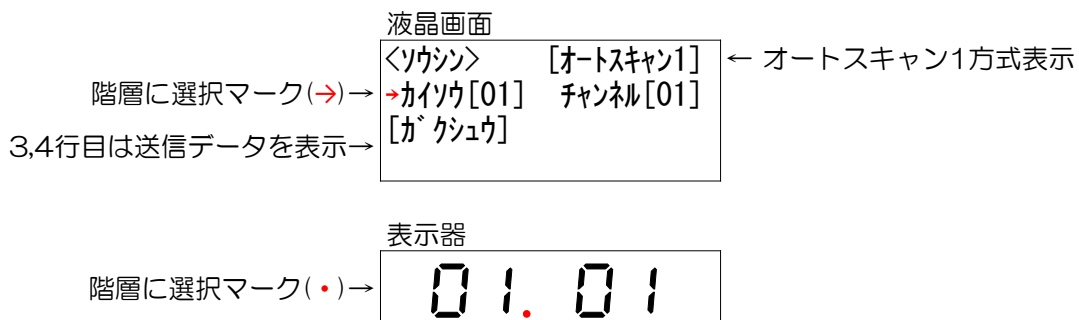 液晶画面
<ソウシン> [オートスキャン1] ← オートスキャン1方式表示
階層に選択マーク(→)→ →カイソウ[01] チャンネル[01]
3,4行目は送信データを表示→ [ガクシュウ]
表示器
階層に選択マーク(・)→ 01. 01